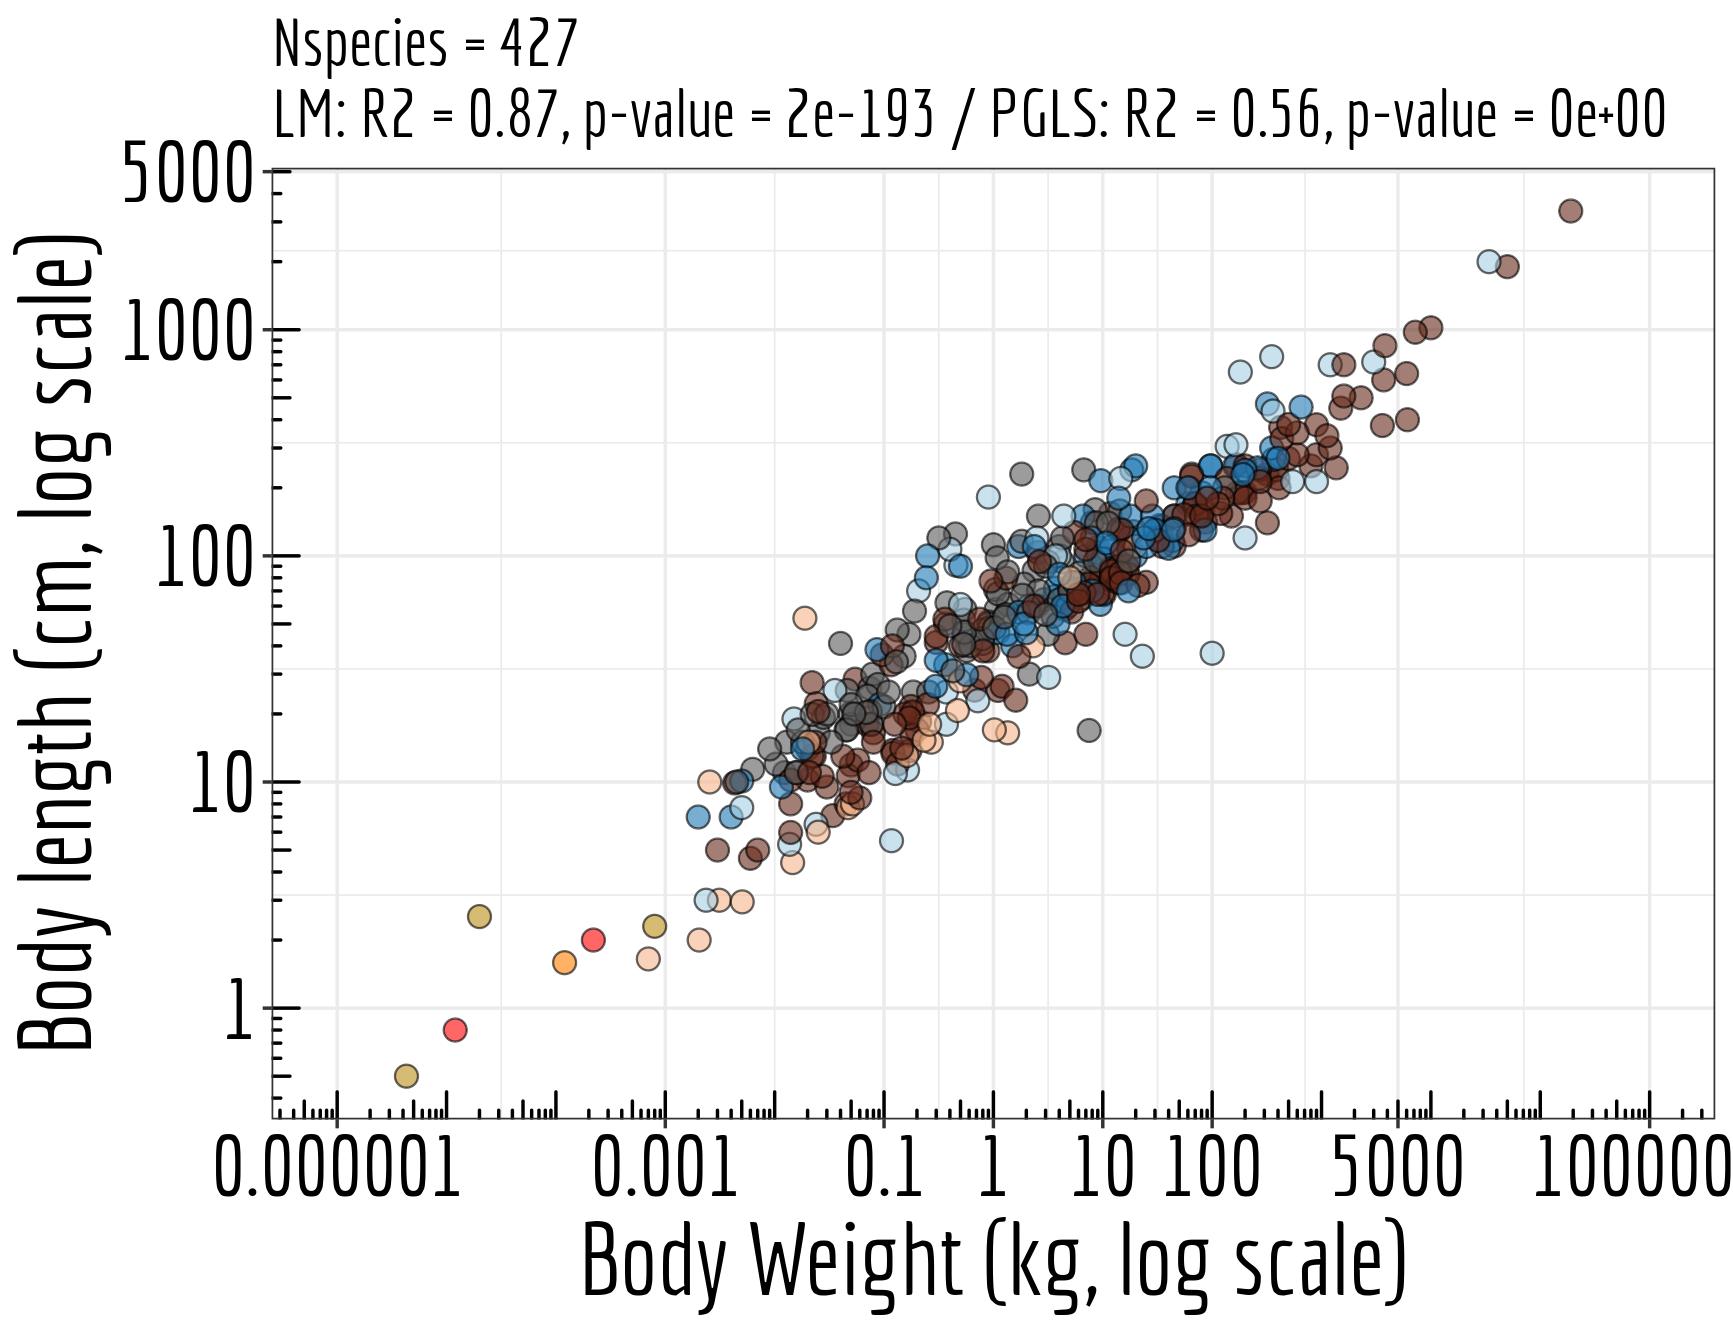 Nspecies = 427
LM: R2 = 0.87, p-value = 2e-193 / PGLS: R2 = 0.56, p-value = 0e+00
5000
1000
100
10
1
Body length (cm, log scale)
0.000001 0.001 0.1 1 10 100 5000 100000
Body Weight (kg, log scale)